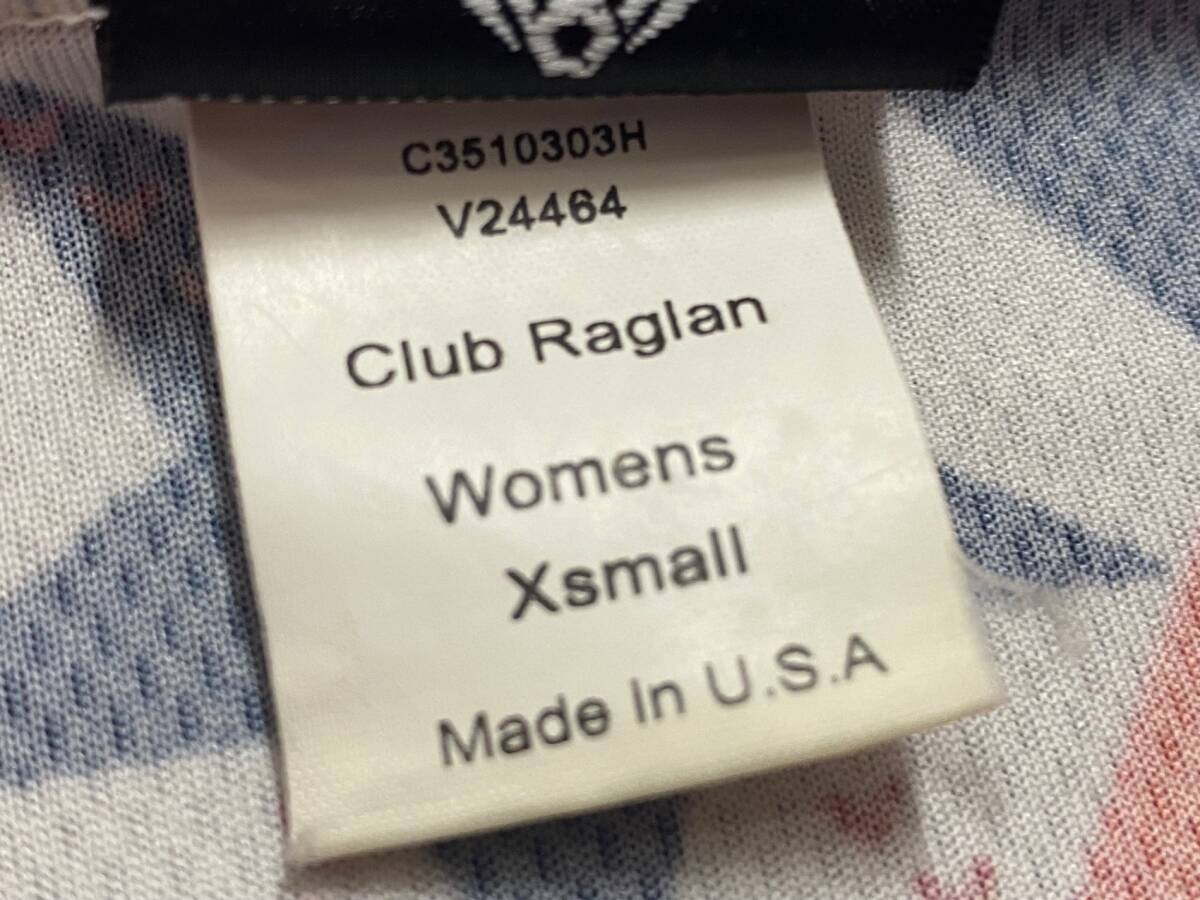 C3510303H
V24464
Club Raglan
Womens
Xsmall
Made In U.S.A